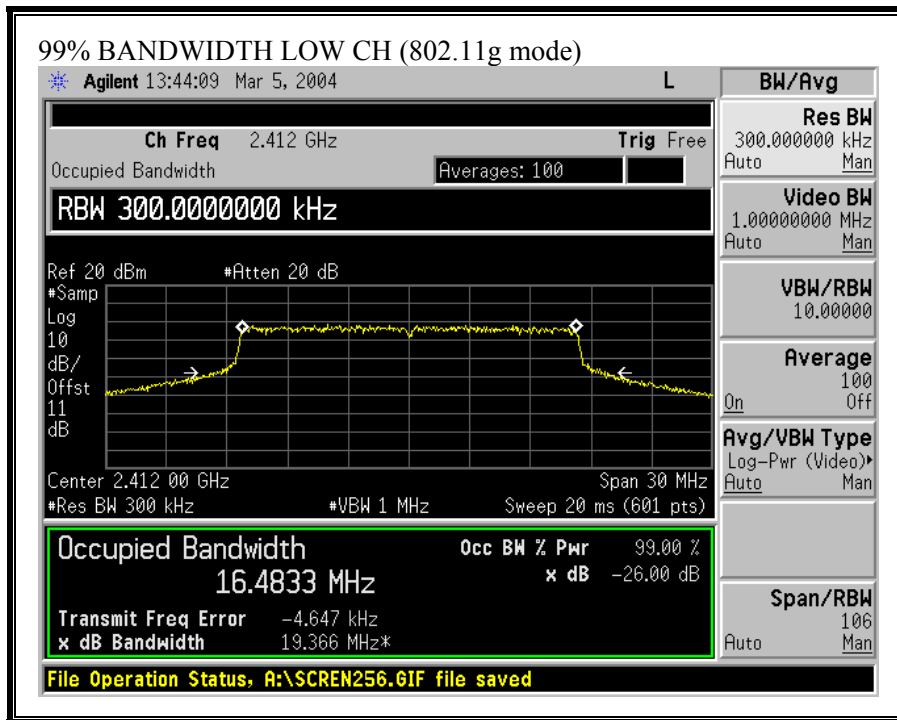 99% BANDWIDTH LOW CH (802.11g mode)
Agilent 13:44:09 Mar 5, 2004 L
BW/Avg
Ch Freq 2.412 GHz Trig Free
Occupied Bandwidth Averages: 100
RBW 300.0000000 kHz
Ref 20 dBm #Atten 20 dB
#Samp
Log
10
dB/
Offst
11
dB
Center 2.412 00 GHz Span 30 MHz
#Res BW 300 kHz #VBW 1 MHz Sweep 20 ms (601 pts)
Occupied Bandwidth Occ BW % Pwr 99.00 %
16.4833 MHz x dB -26.00 dB
Transmit Freq Error -4.647 kHz
x dB Bandwidth 19.366 MHz*
File Operation Status, A:\SCREN256.GIF file saved
Res BW
300.000000 kHz
Auto Man
Video BW
1.00000000 MHz
Auto Man
VBW/RBW
10.00000
Average
100
On Off
Avg/VBW Type
Log-Pwr (Video)
Auto Man
Span/RBW
106
Auto Man